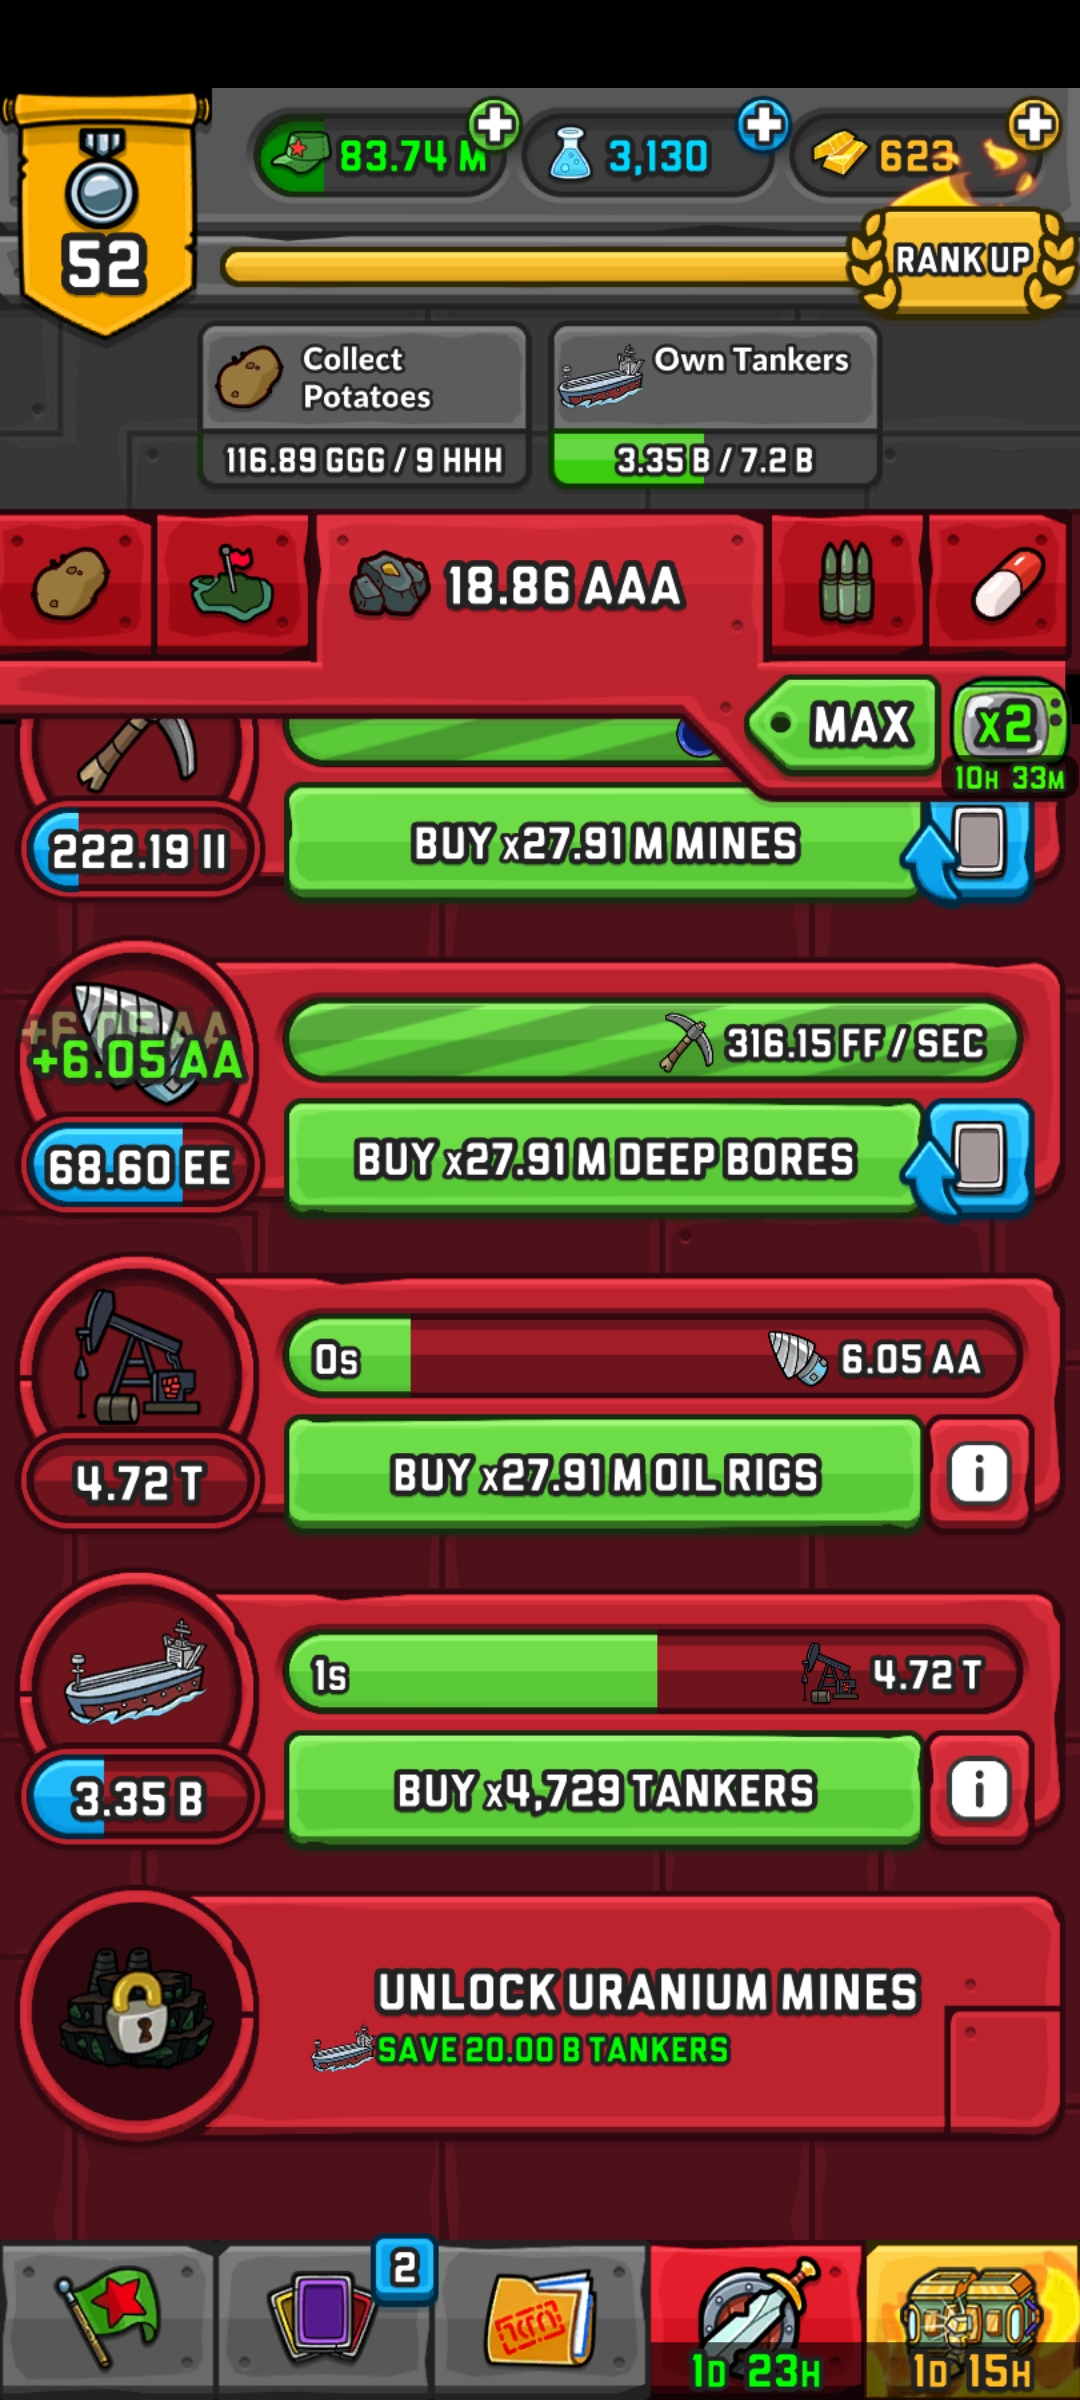 83.74 M
3,130
623
52
RANK UP
Collect
Potatoes
116.89 GGG / 9 HHH
Own Tankers
3.35 B / 7.2 B
18.86 AAA
MAX
x2
10H 33M
222.19 II
BUY x27.91 M MINES
+6.05 AA
+6.05 AA
316.15 FF / SEC
68.60 EE
BUY x27.91 M DEEP BORES
0s
6.05 AA
4.72 T
BUY x27.91 M OIL RIGS
1s
4.72 T
3.35 B
BUY x4,729 TANKERS
UNLOCK URANIUM MINES
SAVE 20.00 B TANKERS
2
1D 23H
1D 15H